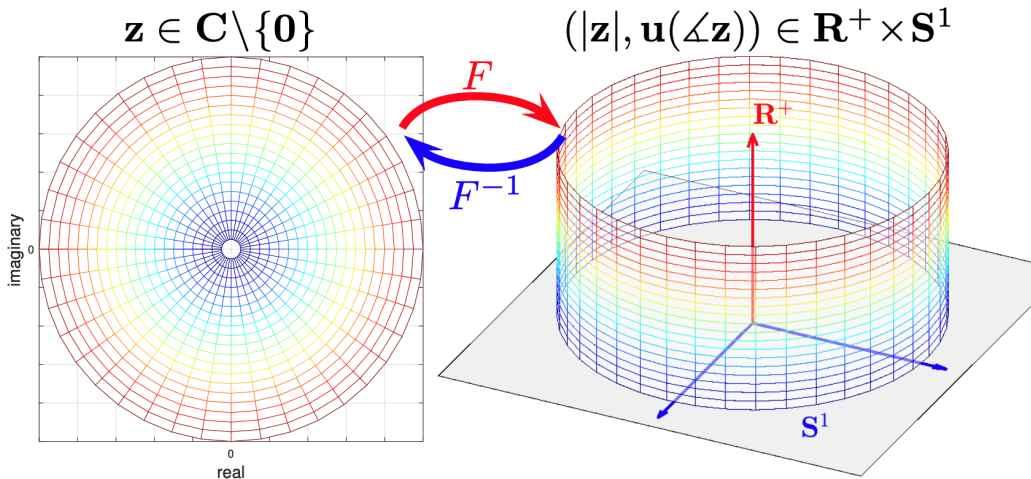 z ∈ C\{0}
(|z|, u(∡z)) ∈ R⁺ × S¹
F
F⁻¹
R⁺
S¹
imaginary
0
0
real